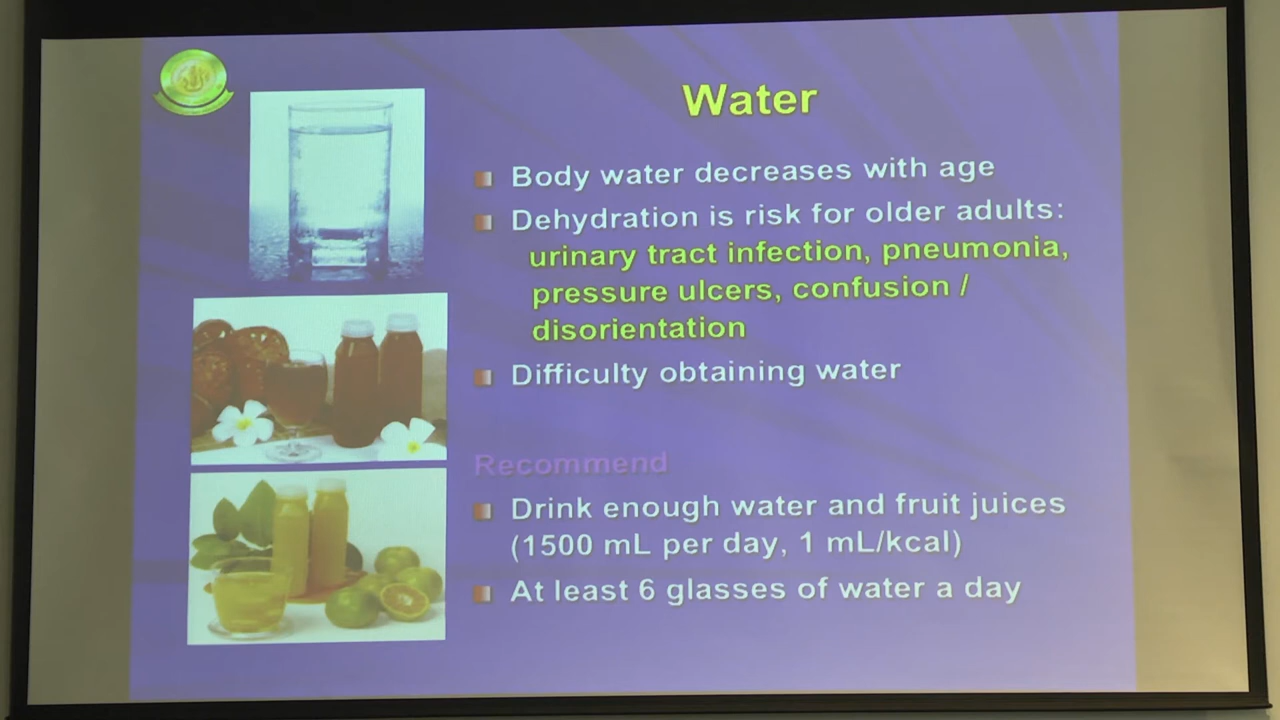 Water
Body water decreases with age
Dehydration is risk for older adults:
urinary tract infection, pneumonia,
pressure ulcers, confusion /
disorientation
Difficulty obtaining water
Recommend
Drink enough water and fruit juices
(1500 mL per day, 1 mL/kcal)
At least 6 glasses of water a day